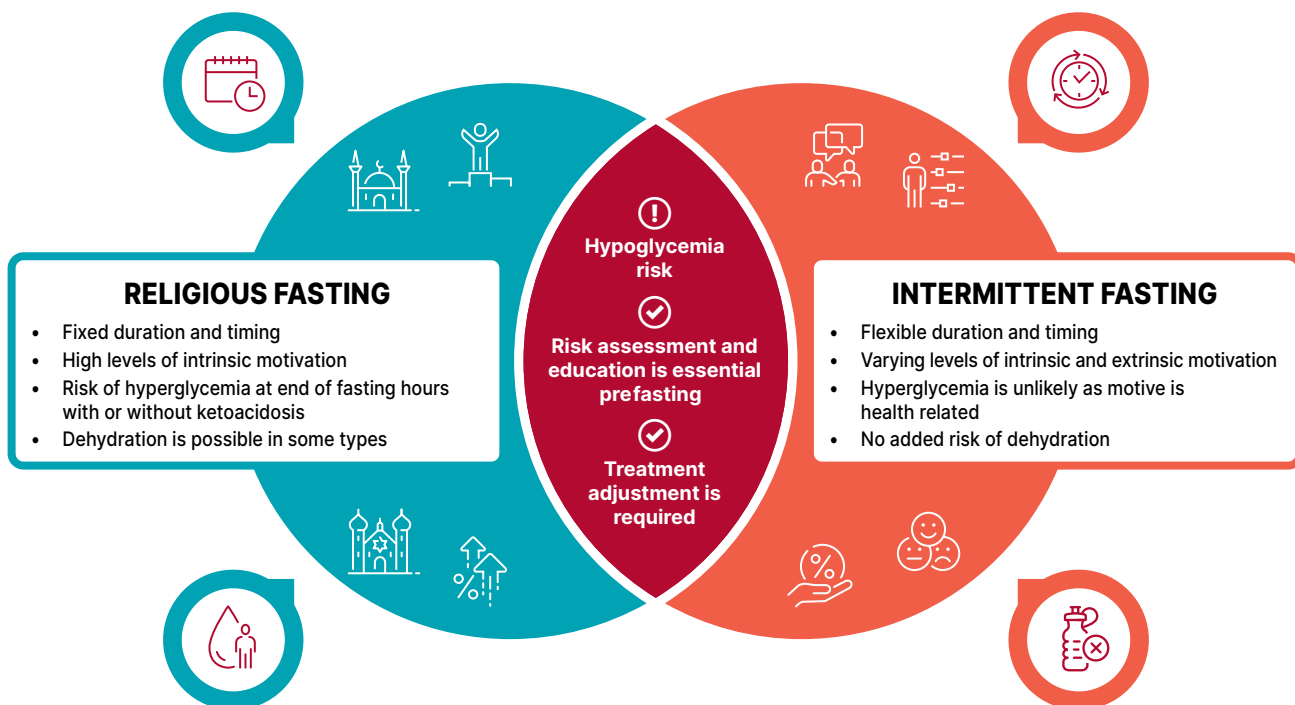 RELIGIOUS FASTING
• Fixed duration and timing
• High levels of intrinsic motivation
• Risk of hyperglycemia at end of fasting hours
with or without ketoacidosis
• Dehydration is possible in some types
Hypoglycemia
risk
Risk assessment and
education is essential
prefasting
Treatment
adjustment is
required
INTERMITTENT FASTING
• Flexible duration and timing
• Varying levels of intrinsic and extrinsic motivation
• Hyperglycemia is unlikely as motive is
health related
• No added risk of dehydration